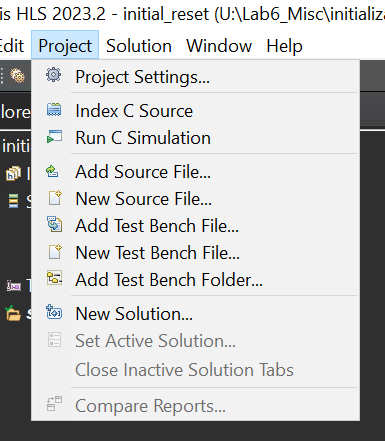 is HLS 2023.2 - initial_reset (U:\Lab6_Misc\initializa
Edit Project Solution Window Help
Project Settings...
lore
Index C Source
initi
Run C Simulation
Add Source File...
New Source File...
Add Test Bench File...
New Test Bench File...
Add Test Bench Folder...
New Solution...
Set Active Solution...
Close Inactive Solution Tabs
Compare Reports...